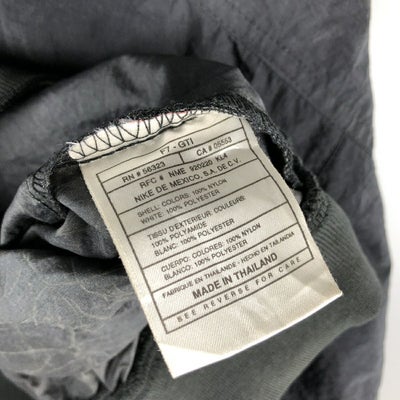 F7 - GTI
RN # 56323 CA # 05553
RFC # NME 920220 KL4
NIKE DE MEXICO, S.A. DE C.V.
SHELL: COLORS: 100% NYLON
WHITE: 100% POLYESTER
TISSU D'EXTERIEUR: COULEURS
100% POLYAMIDE
BLANC: 100% POLYESTER
CUERPO: COLORES: 100% NYLON
BLANCO: 100% POLYESTER
FABRIQUE EN THAILANDE - HECHO EN TAILANDIA
MADE IN THAILAND
SEE REVERSE FOR CARE